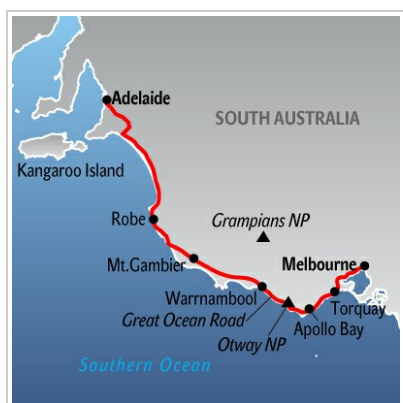 Adelaide
SOUTH AUSTRALIA
Kangaroo Island
Robe
Grampians NP
Mt.Gambier
Melbourne
Warrnambool
Torquay
Great Ocean Road
Apollo Bay
Otway NP
Southern Ocean